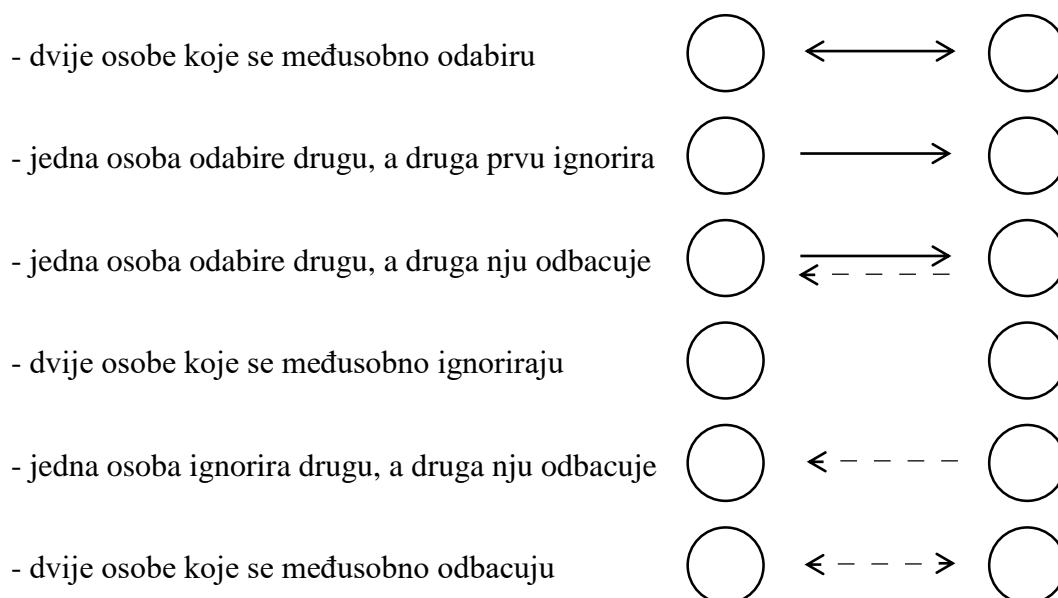 - dvije osobe koje se međusobno odabiru
- jedna osoba odabire drugu, a druga prvu ignorira
- jedna osoba odabire drugu, a druga nju odbacuje
- dvije osobe koje se međusobno ignoriraju
- jedna osoba ignorira drugu, a druga nju odbacuje
- dvije osobe koje se međusobno odbacuju